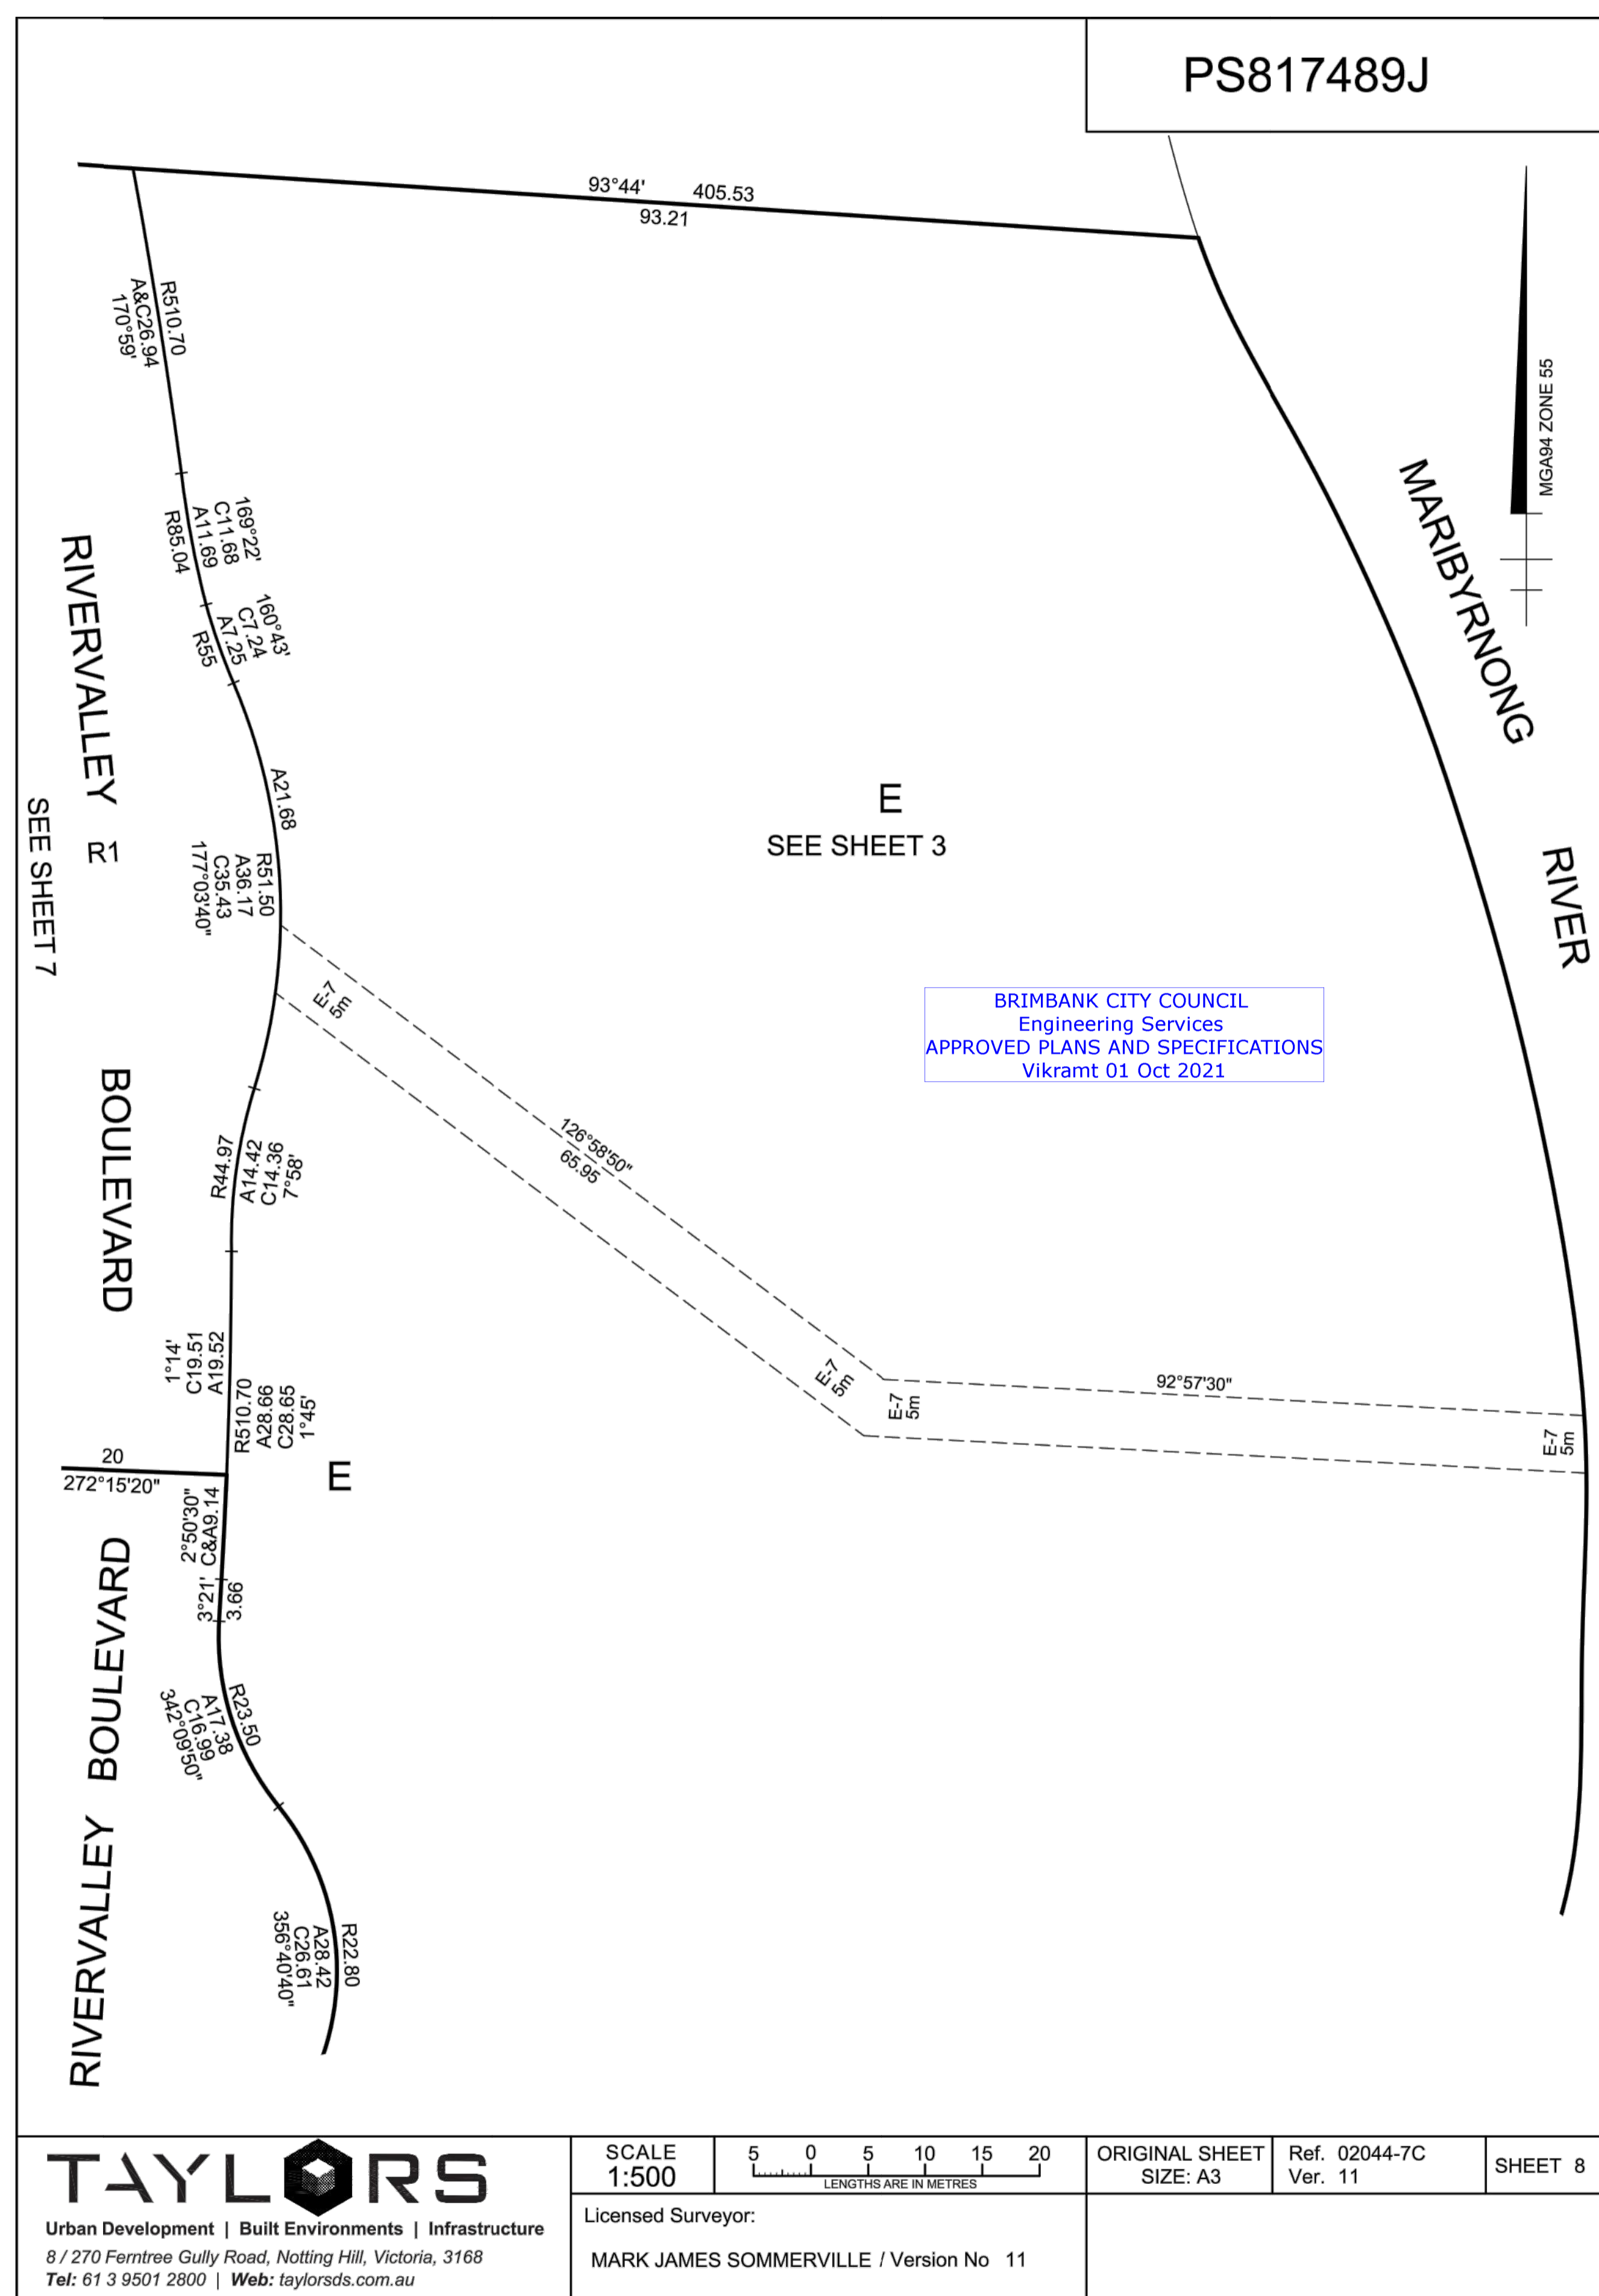 PS817489J
93°44'
405.53
93.21
MGA94 ZONE 55
R510.70
A&C26.94
170°59'
169°22'
C11.68
A11.69
R85.04
160°43'
C7.24
A7.25
R55
MARIBYRNONG
RIVER
RIVERVALLEY
R1
BOULEVARD
SEE SHEET 7
A21.68
R51.50
A36.17
C35.43
177°03'40"
E
SEE SHEET 3
BRIMBANK CITY COUNCIL
Engineering Services
APPROVED PLANS AND SPECIFICATIONS
Vikramt 01 Oct 2021
E-7
5m
126°58'50"
65.95
R44.97
A14.42
C14.36
7°58'
1°14'
C19.51
A19.52
R510.70
A28.66
C28.65
1°45'
E-7
5m
E-7
5m
92°57'30"
E-7
5m
20
272°15'20"
E
2°50'30"
C&A9.14
3°21'
3.66
RIVERVALLEY BOULEVARD
R23.50
A17.38
C16.99
342°09'50"
R22.80
A28.42
C26.61
356°40'40"
TAYLORS
Urban Development | Built Environments | Infrastructure
8 / 270 Ferntree Gully Road, Notting Hill, Victoria, 3168
Tel: 61 3 9501 2800 | Web: taylorsds.com.au
SCALE
1:500
5 0 5 10 15 20
LENGTHS ARE IN METRES
ORIGINAL SHEET
SIZE: A3
Ref. 02044-7C
Ver. 11
SHEET 8
Licensed Surveyor:
MARK JAMES SOMMERVILLE / Version No 11